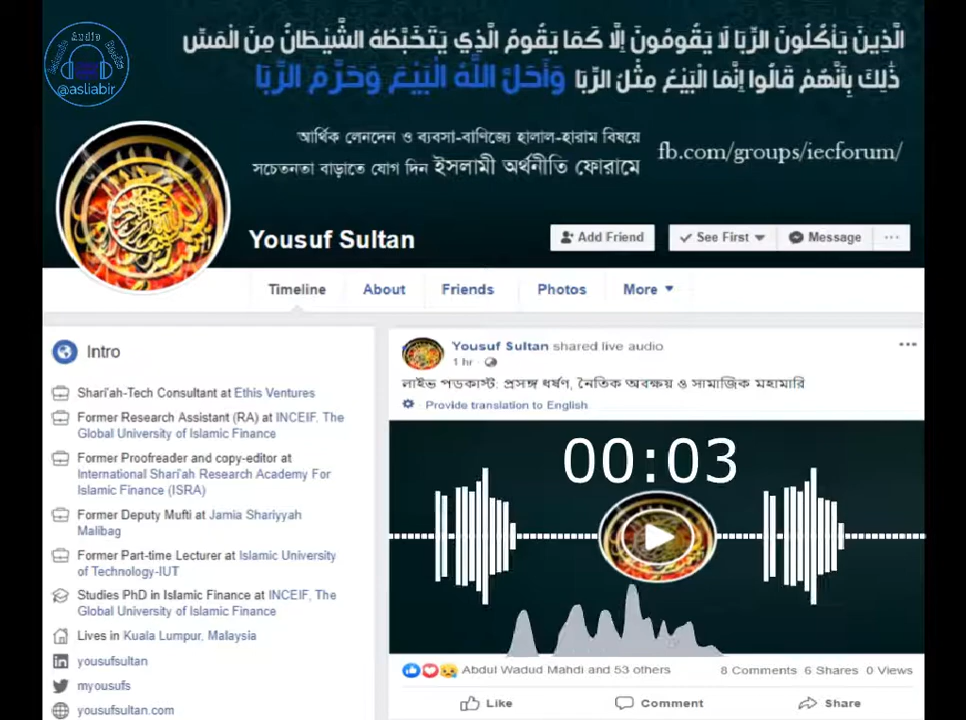 Islamic Audio Studio
@asliabir
الَّذِينَ يَأْكُلُونَ الرِّبَا لَا يَقُومُونَ إِلَّا كَمَا يَقُومُ الَّذِي يَتَخَبَّطُهُ الشَّيْطَانُ مِنَ الْمَسِّ
ذَٰلِكَ بِأَنَّهُمْ قَالُوا إِنَّمَا الْبَيْعُ مِثْلُ الرِّبَا وَأَحَلَّ اللَّهُ الْبَيْعَ وَحَرَّمَ الرِّبَا
আর্থিক লেনদেন ও ব্যবসা-বাণিজ্যে হালাল-হারাম বিষয়ে
সচেতনতা বাড়াতে যোগ দিন ইসলামী অর্থনীতি ফোরামে
fb.com/groups/iecforum/
Yousuf Sultan
Add Friend
See First
Message
...
Timeline
About
Friends
Photos
More
Intro
Shari'ah-Tech Consultant at Ethis Ventures
Former Research Assistant (RA) at INCEIF, The
Global University of Islamic Finance
Former Proofreader and copy-editor at
International Shari'ah Research Academy For
Islamic Finance (ISRA)
Former Deputy Mufti at Jamia Shariyyah
Malibag
Former Part-time Lecturer at Islamic University
of Technology-IUT
Studies PhD in Islamic Finance at INCEIF, The
Global University of Islamic Finance
Lives in Kuala Lumpur, Malaysia
yousufsultan
myousufs
yousufsultan.com
Yousuf Sultan shared live audio
1 hr
লাইভ পডকাস্ট: প্রসঙ্গ ধর্ষণ, নৈতিক অবক্ষয় ও সামাজিক মহামারি
Provide translation to English
00:03
Abdul Wadud Mahdi and 53 others
8 Comments 6 Shares 0 Views
Like
Comment
Share